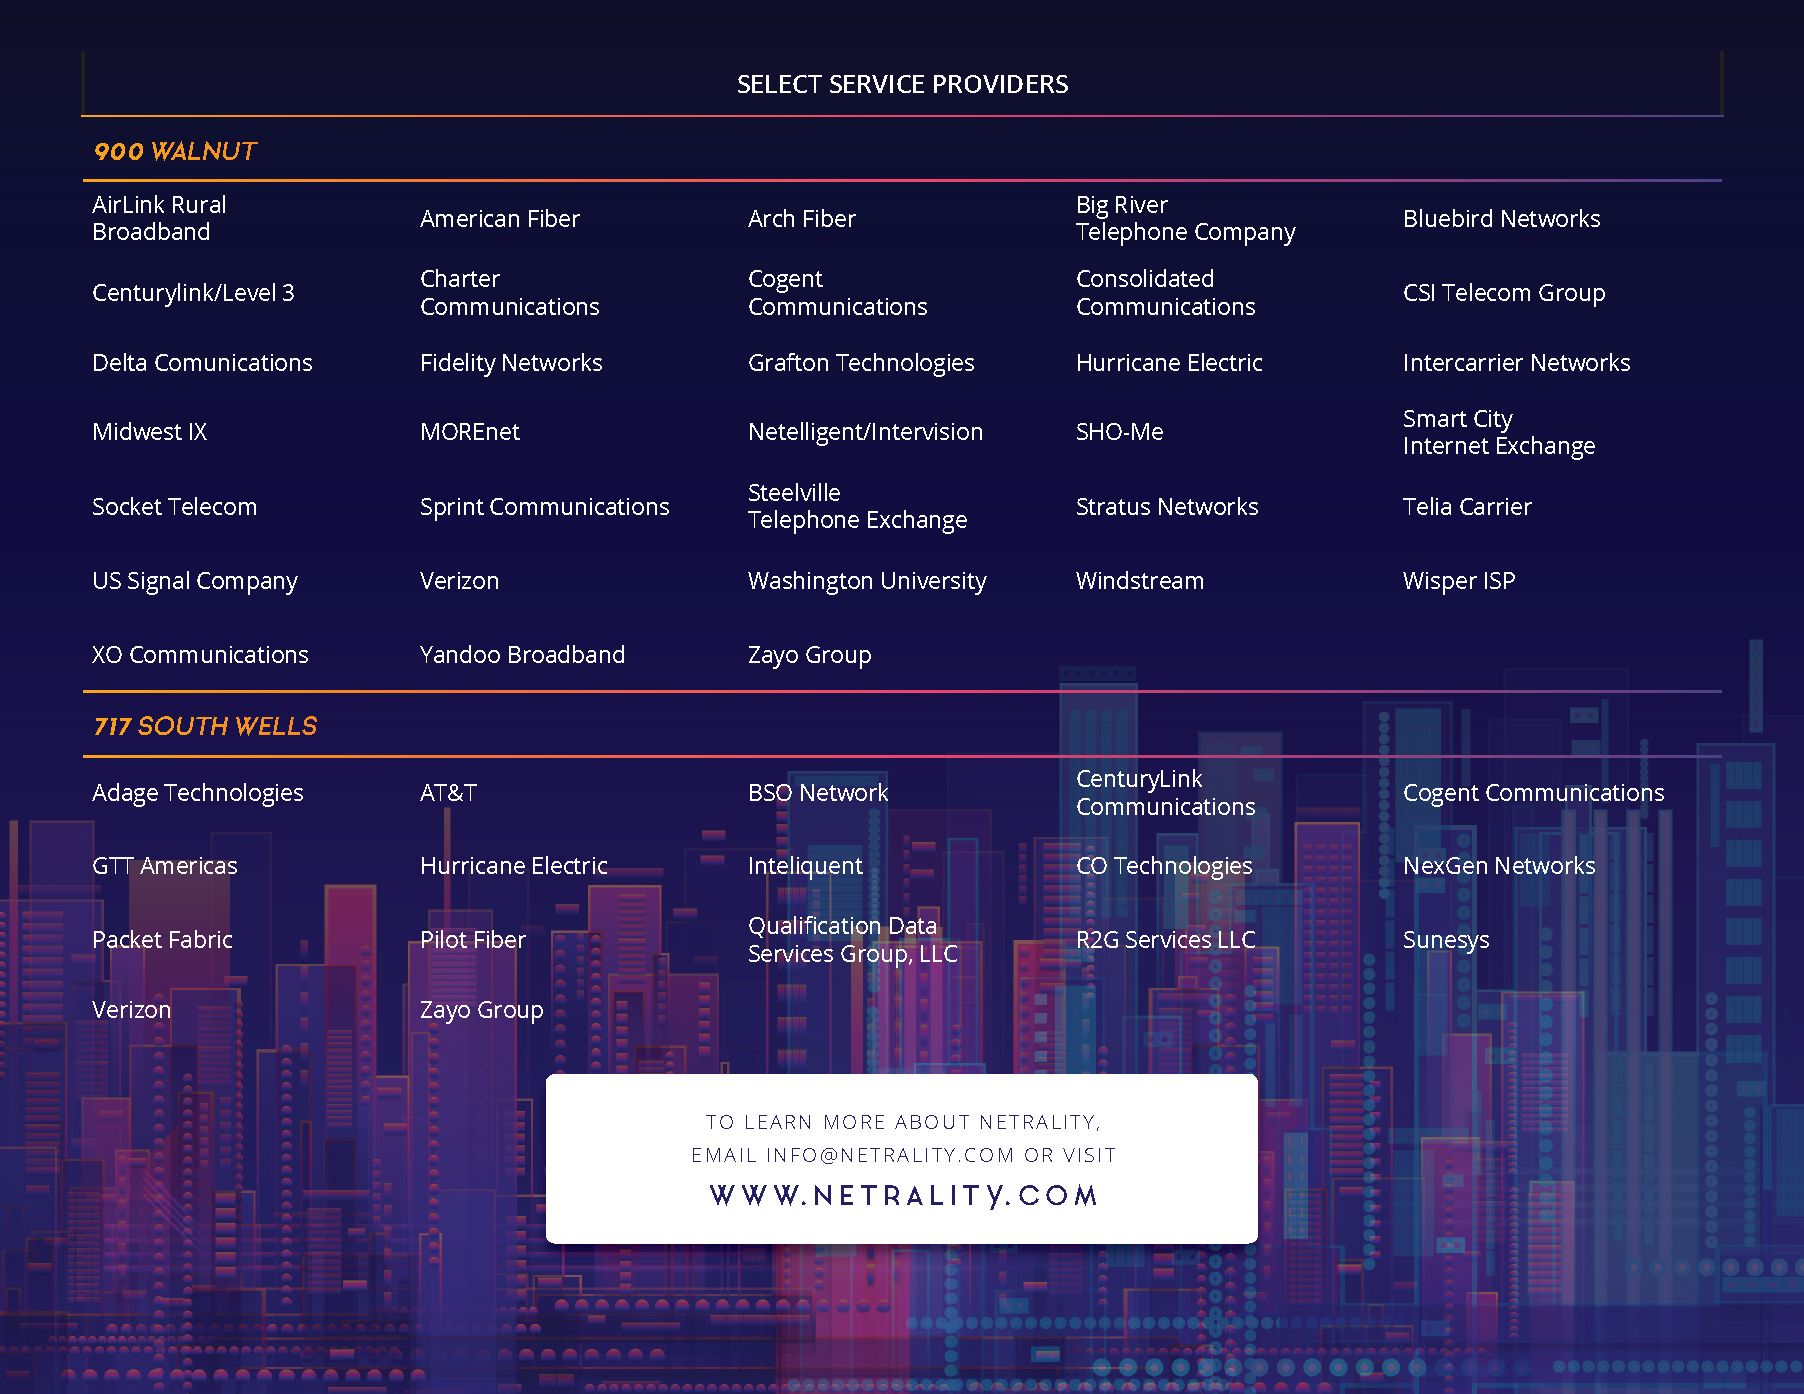 SELECT SERVICE PROVIDERS
900 WALNUT
AirLink Rural
Broadband
American Fiber
Arch Fiber
Big River
Telephone Company
Bluebird Networks
Centurylink/Level 3
Charter
Communications
Cogent
Communications
Consolidated
Communications
CSI Telecom Group
Delta Comunications
Fidelity Networks
Grafton Technologies
Hurricane Electric
Intercarrier Networks
Midwest IX
MOREnet
Netelligent/Intervision
SHO-Me
Smart City
Internet Exchange
Socket Telecom
Sprint Communications
Steelville
Telephone Exchange
Stratus Networks
Telia Carrier
US Signal Company
Verizon
Washington University
Windstream
Wisper ISP
XO Communications
Yandoo Broadband
Zayo Group
717 SOUTH WELLS
Adage Technologies
AT&T
BSO Network
CenturyLink
Communications
Cogent Communications
GTT Americas
Hurricane Electric
Inteliquent
CO Technologies
NexGen Networks
Packet Fabric
Pilot Fiber
Qualification Data
Services Group, LLC
R2G Services LLC
Sunesys
Verizon
Zayo Group
TO LEARN MORE ABOUT NETRALITY,
EMAIL INFO@NETRALITY.COM OR VISIT
WWW.NETRALITY.COM